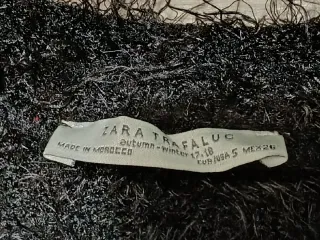 ZARA TRAFALUC
autumn - winter 17.18
MADE IN MOROCCO
EUR/USA S MEX 26